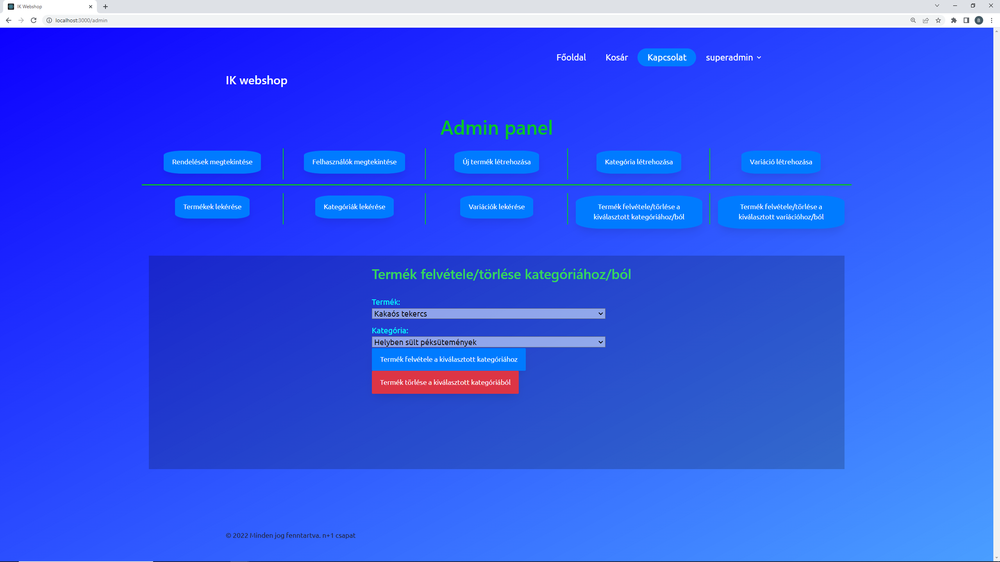 IK Webshop
localhost:3000/admin
B
Főoldal
Kosár
Kapcsolat
superadmin
IK webshop
Admin panel
Rendelések megtekintése
Felhasználók megtekintése
Új termék létrehozása
Kategória létrehozása
Variáció létrehozása
Termékek lekérése
Kategóriák lekérése
Variációk lekérése
Termék felvétele/törlése a
kiválasztott kategóriához/ból
Termék felvétele/törlése a
kiválasztott variációhoz/ból
Termék felvétele/törlése kategóriához/ból
Termék:
Kakaós tekercs
Kategória:
Helyben sült péksütemények
Termék felvétele a kiválasztott kategóriához
Termék törlése a kiválasztott kategóriából
© 2022 Minden jog fenntartva. n+1 csapat